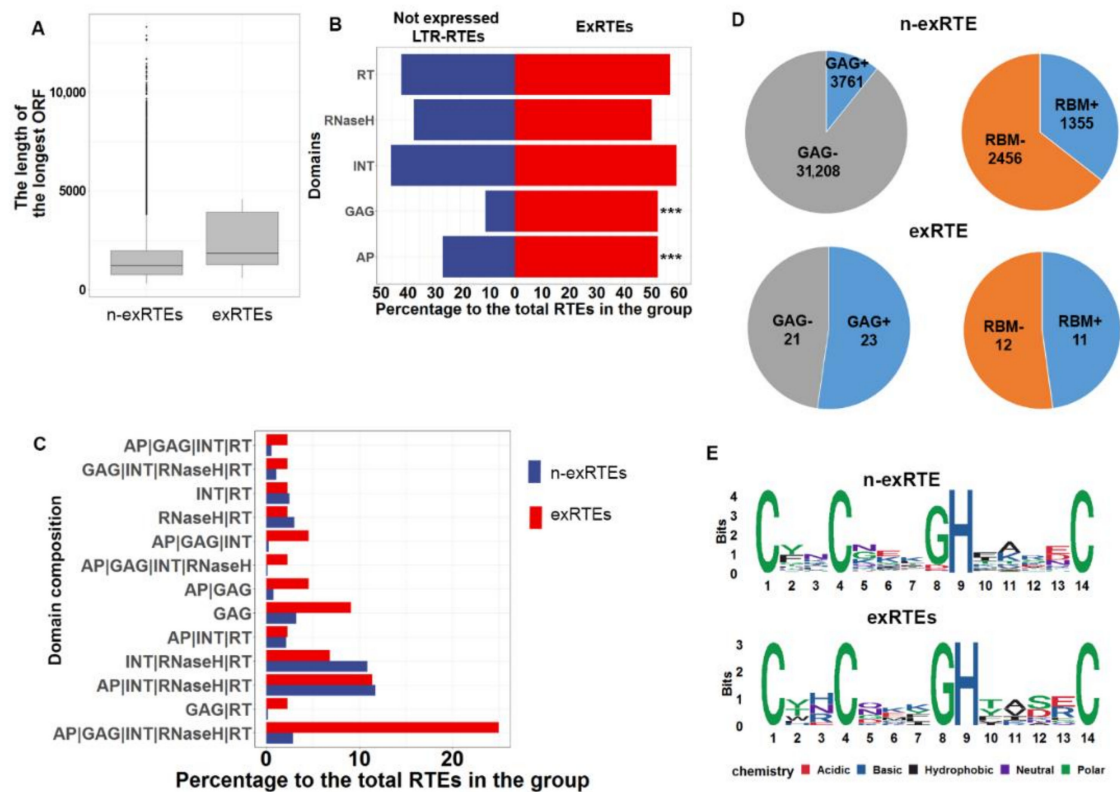 A
The length of
the longest ORF
10,000
5000
0
n-exRTEs exRTEs
B
Not expressed
LTR-RTEs
ExRTEs
Domains
RT
RNaseH
INT
GAG
***
AP
***
50 40 30 20 10 0 10 20 30 40 50 60
Percentage to the total RTEs in the group
C
Domain composition
AP|GAG|INT|RT
GAG|INT|RNaseH|RT
INT|RT
RNaseH|RT
AP|GAG|INT
AP|GAG|INT|RNaseH
AP|GAG
GAG
AP|INT|RT
INT|RNaseH|RT
AP|INT|RNaseH|RT
GAG|RT
AP|GAG|INT|RNaseH|RT
0 10 20
Percentage to the total RTEs in the group
n-exRTEs
exRTEs
D
n-exRTE
GAG+
3761
GAG-
31,208
RBM+
1355
RBM-
2456
exRTE
GAG-
21
GAG+
23
RBM-
12
RBM+
11
E
n-exRTE
Bits
4
3
2
1
0
C C GH C
1 2 3 4 5 6 7 8 9 10 11 12 13 14
exRTEs
Bits
3
2
1
0
C C GH C
1 2 3 4 5 6 7 8 9 10 11 12 13 14
chemistry Acidic Basic Hydrophobic Neutral Polar